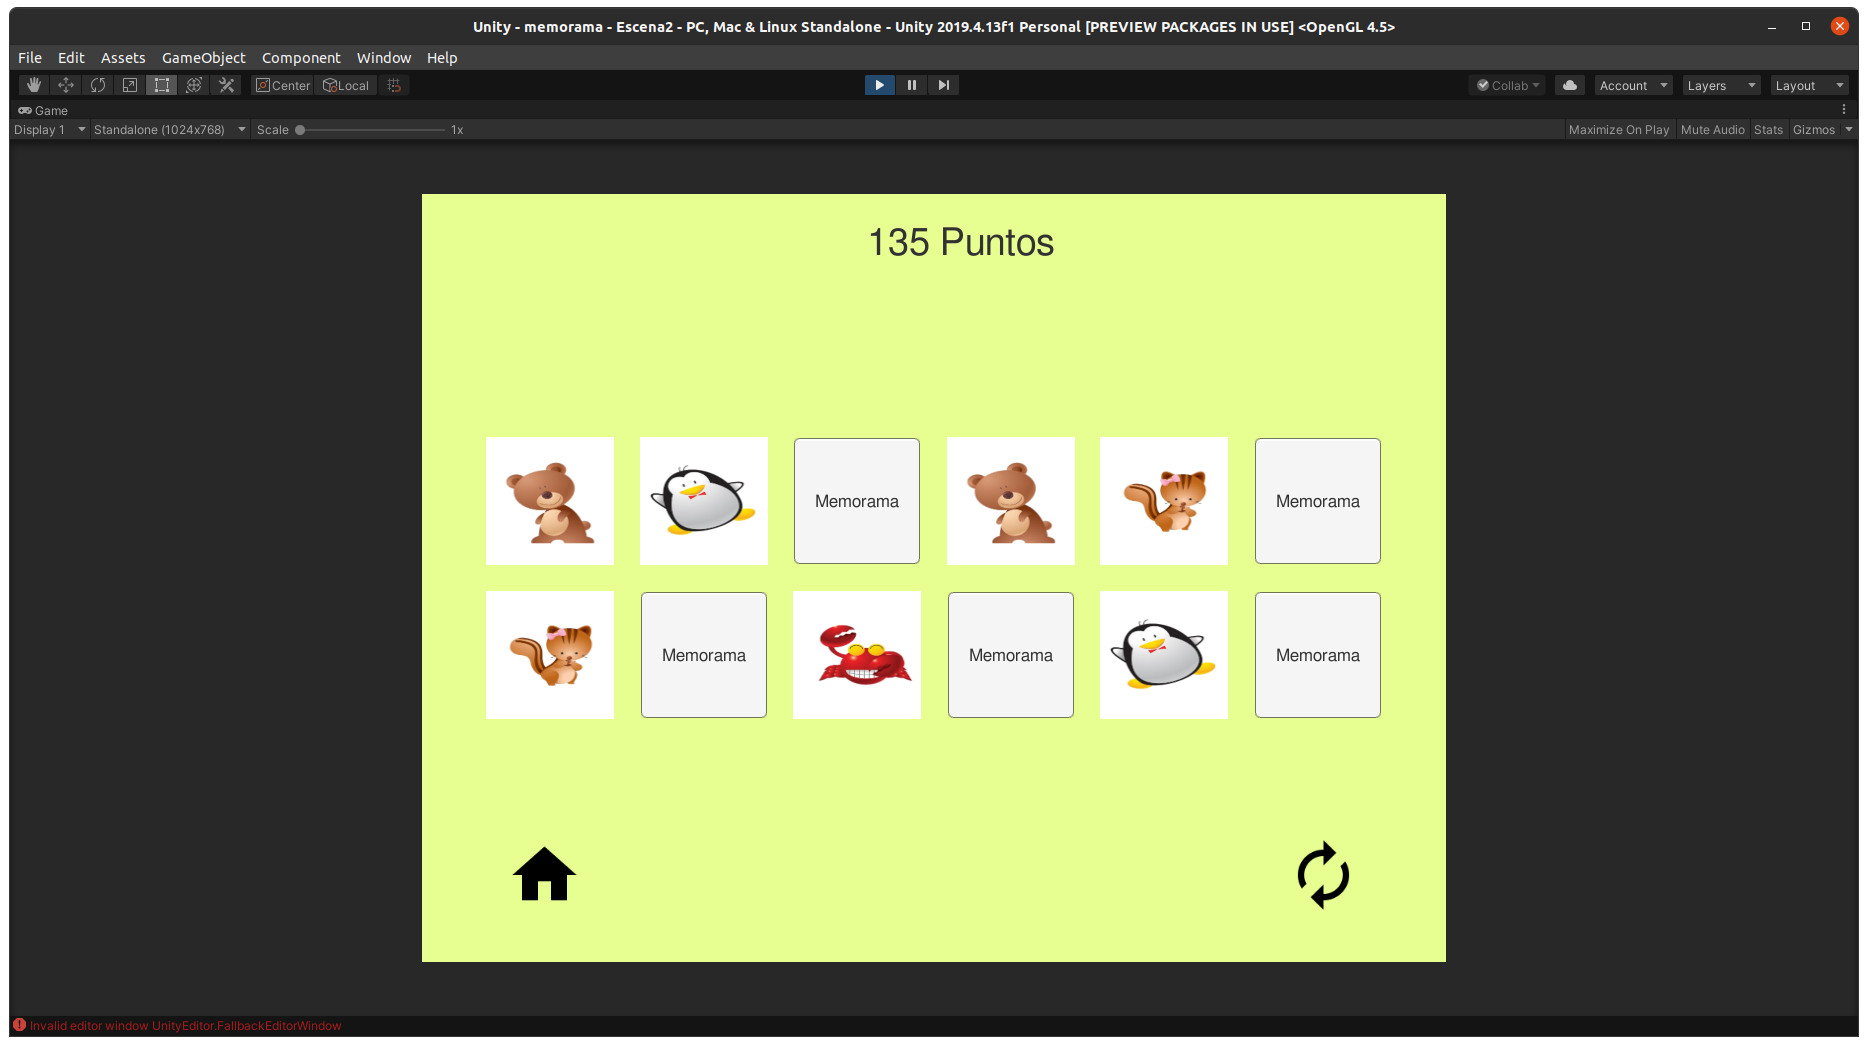 Unity - memorama - Escena2 - PC, Mac & Linux Standalone - Unity 2019.4.13f1 Personal [PREVIEW PACKAGES IN USE] <OpenGL 4.5>
File Edit Assets GameObject Component Window Help
Center Local Collab Account Layers Layout
Game
Display 1 Standalone (1024x768) Scale 1x Maximize On Play Mute Audio Stats Gizmos
135 Puntos
Memorama Memorama
Memorama Memorama Memorama
Invalid editor window UnityEditor.FallbackEditorWindow